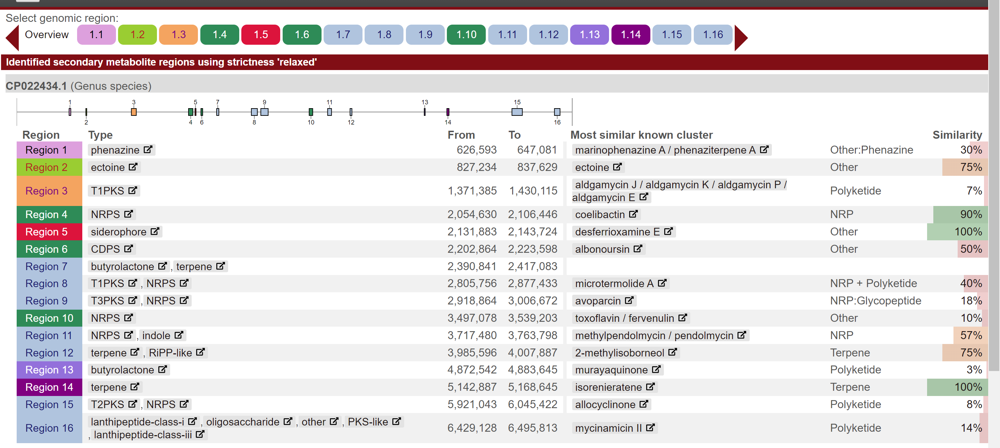 Select genomic region:
Overview 1.1 1.2 1.3 1.4 1.5 1.6 1.7 1.8 1.9 1.10 1.11 1.12 1.13 1.14 1.15 1.16
Identified secondary metabolite regions using strictness 'relaxed'
CP022434.1 (Genus species)
1 3 5 7 9 11 13 15
2 4 6 8 10 12 14 16
Region Type From To Most similar known cluster Similarity
Region 1 phenazine 626,593 647,081 marinophenazine A / phenaziterpene A Other:Phenazine 30%
Region 2 ectoine 827,234 837,629 ectoine Other 75%
Region 3 T1PKS 1,371,385 1,430,115 aldgamycin J / aldgamycin K / aldgamycin P / Polyketide 7%
aldgamycin E
Region 4 NRPS 2,054,630 2,106,446 coelibactin NRP 90%
Region 5 siderophore 2,131,883 2,143,724 desferrioxamine E Other 100%
Region 6 CDPS 2,202,864 2,223,598 albonoursin Other 50%
Region 7 butyrolactone , terpene 2,390,841 2,417,083
Region 8 T1PKS , NRPS 2,805,756 2,877,433 microtermolide A NRP + Polyketide 40%
Region 9 T3PKS , NRPS 2,918,864 3,006,672 avoparcin NRP:Glycopeptide 18%
Region 10 NRPS 3,497,078 3,539,203 toxoflavin / fervenulin Other 10%
Region 11 NRPS , indole 3,717,480 3,763,798 methylpendolmycin / pendolmycin NRP 57%
Region 12 terpene , RiPP-like 3,985,596 4,007,887 2-methylisoborneol Terpene 75%
Region 13 butyrolactone 4,872,542 4,883,645 murayaquinone Polyketide 3%
Region 14 terpene 5,142,887 5,168,645 isorenieratene Terpene 100%
Region 15 T2PKS , NRPS 5,921,043 6,045,422 allocyclinone Polyketide 8%
Region 16 lanthipeptide-class-i , oligosaccharide , other , PKS-like 6,429,128 6,495,813 mycinamicin II Polyketide 14%
, lanthipeptide-class-iii